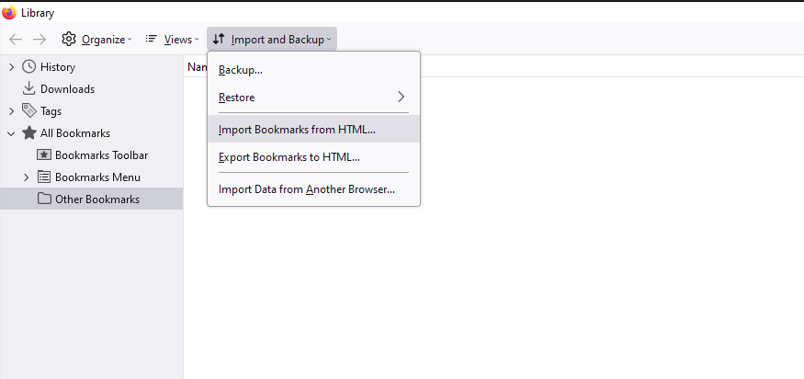 Library
Organize
Views
Import and Backup
History
Downloads
Tags
All Bookmarks
Bookmarks Toolbar
Bookmarks Menu
Other Bookmarks
Backup...
Restore
Import Bookmarks from HTML...
Export Bookmarks to HTML...
Import Data from Another Browser...